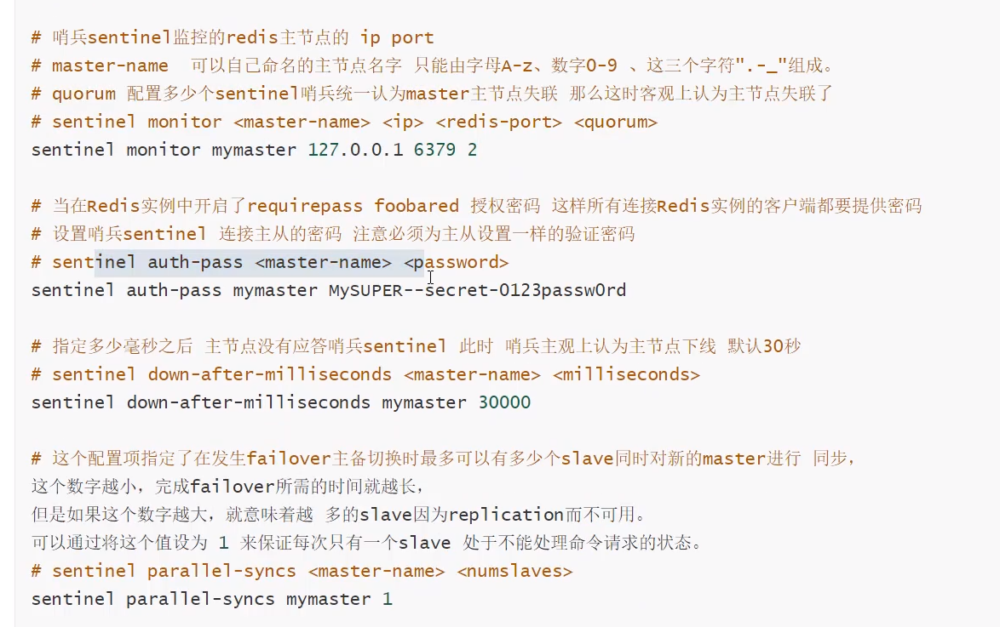 # 哨兵sentinel监控的redis主节点的 ip port
# master-name  可以自己命名的主节点名字 只能由字母A-z、数字0-9 、这三个字符".-_"组成。
# quorum 配置多少个sentinel哨兵统一认为master主节点失联 那么这时客观上认为主节点失联了
# sentinel monitor <master-name> <ip> <redis-port> <quorum>
sentinel monitor mymaster 127.0.0.1 6379 2
# 当在Redis实例中开启了requirepass foobared 授权密码 这样所有连接Redis实例的客户端都要提供密码
# 设置哨兵sentinel 连接主从的密码 注意必须为主从设置一样的验证密码
# sentinel auth-pass <master-name> <password>
sentinel auth-pass mymaster MySUPER--secret-0123passw0rd
# 指定多少毫秒之后 主节点没有应答哨兵sentinel 此时 哨兵主观上认为主节点下线 默认30秒
# sentinel down-after-milliseconds <master-name> <milliseconds>
sentinel down-after-milliseconds mymaster 30000
# 这个配置项指定了在发生failover主备切换时最多可以有多少个slave同时对新的master进行 同步，
这个数字越小，完成failover所需的时间就越长，
但是如果这个数字越大，就意味着越 多的slave因为replication而不可用。
可以通过将这个值设为 1 来保证每次只有一个slave 处于不能处理命令请求的状态。
# sentinel parallel-syncs <master-name> <numslaves>
sentinel parallel-syncs mymaster 1